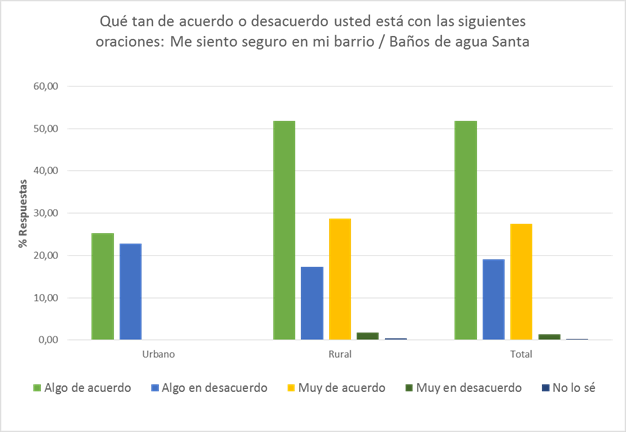 Qué tan de acuerdo o desacuerdo usted está con las siguientes
oraciones: Me siento seguro en mi barrio / Baños de agua Santa
60,00
50,00
40,00
30,00
20,00
10,00
0,00
% Respuestas
Urbano
Rural
Total
Algo de acuerdo
Algo en desacuerdo
Muy de acuerdo
Muy en desacuerdo
No lo sé